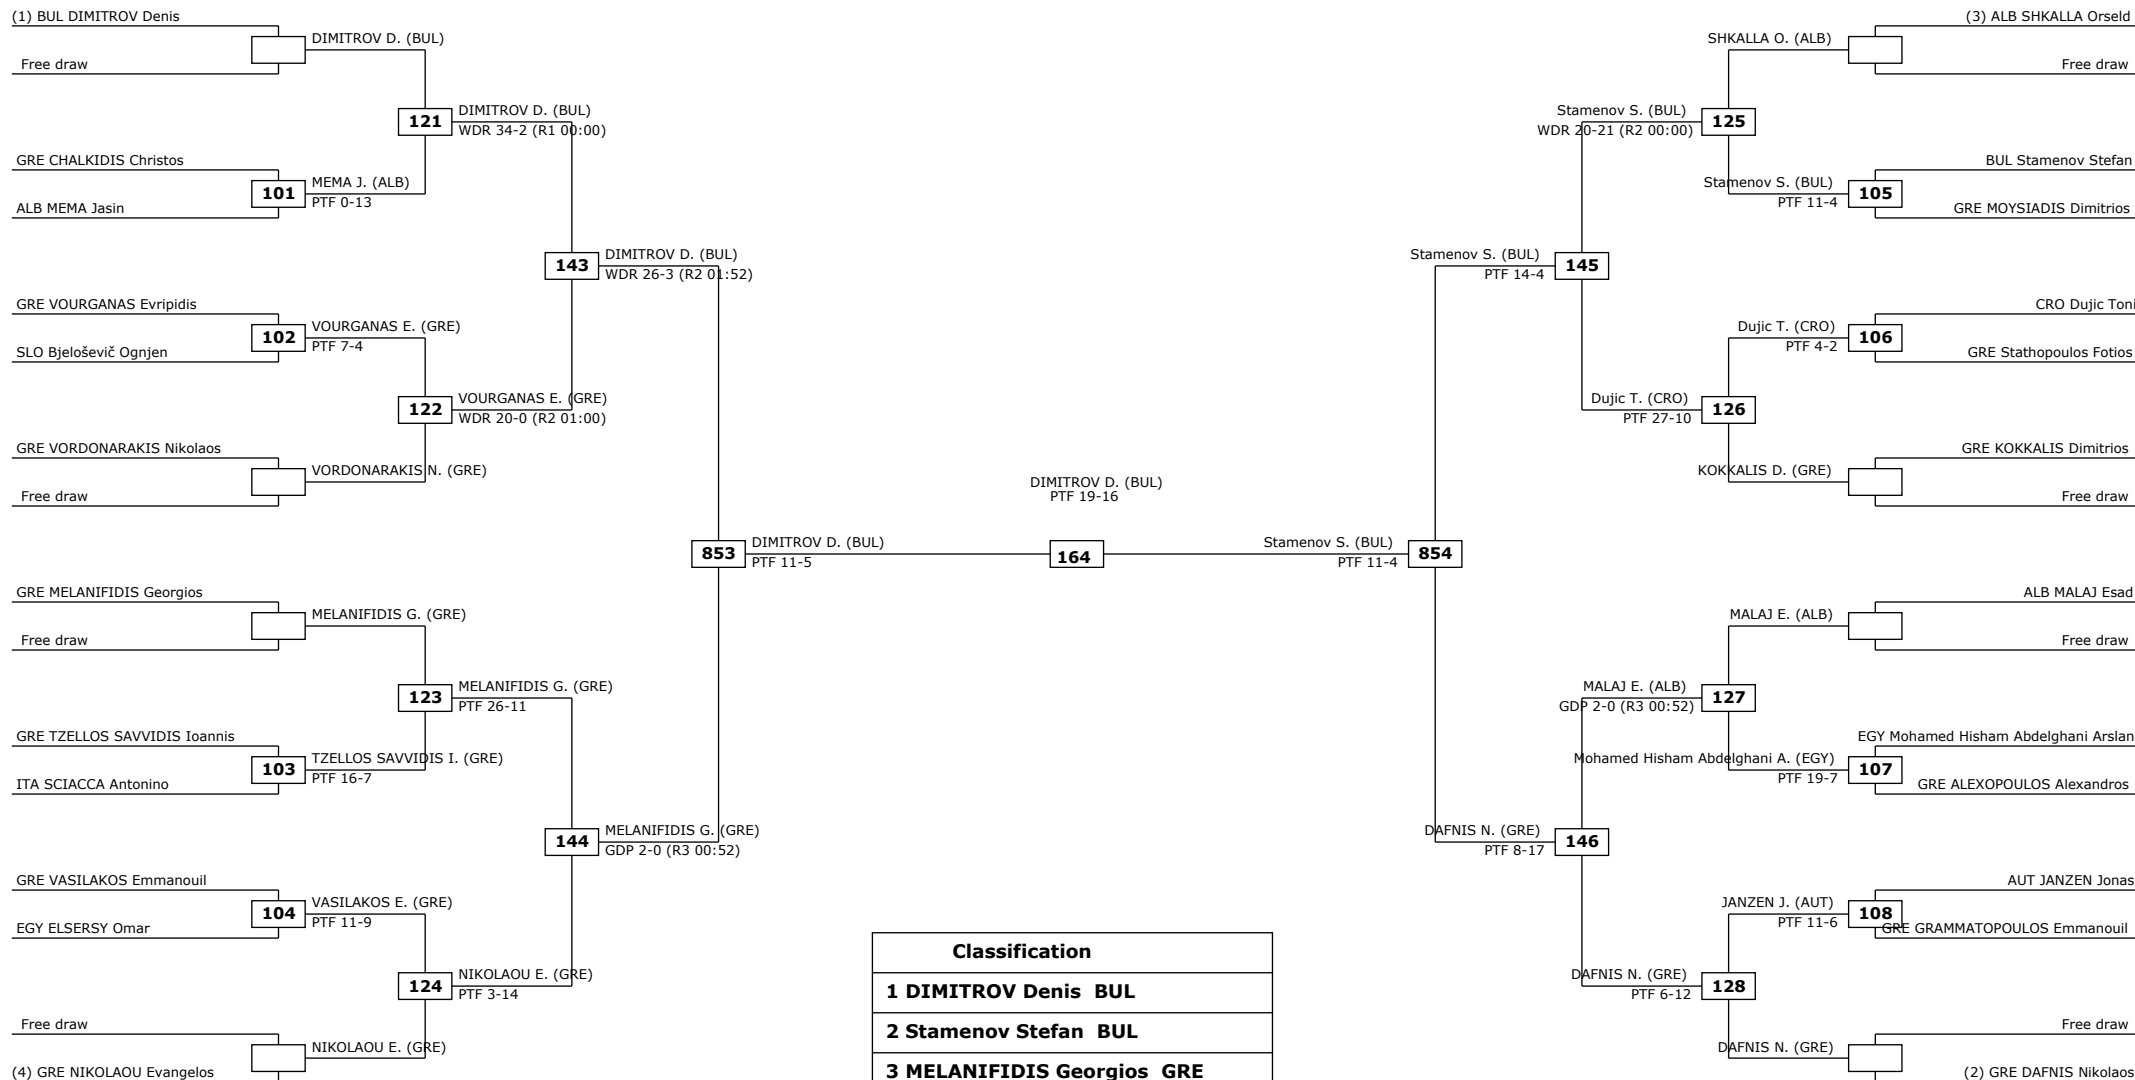 (1) BUL DIMITROV Denis
DIMITROV D. (BUL)
Free draw
121
DIMITROV D. (BUL)
WDR 34-2 (R1 00:00)
GRE CHALKIDIS Christos
101
MEMA J. (ALB)
PTF 0-13
ALB MEMA Jasin
143
DIMITROV D. (BUL)
WDR 26-3 (R2 01:52)
GRE VOURGANAS Evripidis
102
VOURGANAS E. (GRE)
PTF 7-4
SLO Bjeloševič Ognjen
122
VOURGANAS E. (GRE)
WDR 20-0 (R2 01:00)
GRE VORDONARAKIS Nikolaos
VORDONARAKIS N. (GRE)
Free draw
853
DIMITROV D. (BUL)
PTF 11-5
GRE MELANIFIDIS Georgios
MELANIFIDIS G. (GRE)
Free draw
123
MELANIFIDIS G. (GRE)
PTF 26-11
GRE TZELLOS SAVVIDIS Ioannis
103
TZELLOS SAVVIDIS I. (GRE)
PTF 16-7
ITA SCIACCA Antonino
144
MELANIFIDIS G. (GRE)
GDP 2-0 (R3 00:52)
GRE VASILAKOS Emmanouil
104
VASILAKOS E. (GRE)
PTF 11-9
EGY ELSERSY Omar
124
NIKOLAOU E. (GRE)
PTF 3-14
Free draw
NIKOLAOU E. (GRE)
(4) GRE NIKOLAOU Evangelos
DIMITROV D. (BUL)
PTF 19-16
164
Classification
1 DIMITROV Denis BUL
2 Stamenov Stefan BUL
3 MELANIFIDIS Georgios GRE
(3) ALB SHKALLA Orseld
SHKALLA O. (ALB)
Free draw
Stamenov S. (BUL)
WDR 20-21 (R2 00:00)
125
BUL Stamenov Stefan
Stamenov S. (BUL)
PTF 11-4
105
GRE MOYSIADIS Dimitrios
Stamenov S. (BUL)
PTF 14-4
145
CRO Dujic Toni
Dujic T. (CRO)
PTF 4-2
106
GRE Stathopoulos Fotios
Dujic T. (CRO)
PTF 27-10
126
GRE KOKKALIS Dimitrios
KOKKALIS D. (GRE)
Free draw
Stamenov S. (BUL)
PTF 11-4
854
ALB MALAJ Esad
MALAJ E. (ALB)
Free draw
MALAJ E. (ALB)
GDP 2-0 (R3 00:52)
127
EGY Mohamed Hisham Abdelghani Arslan
Mohamed Hisham Abdelghani A. (EGY)
PTF 19-7
107
GRE ALEXOPOULOS Alexandros
DAFNIS N. (GRE)
PTF 8-17
146
AUT JANZEN Jonas
JANZEN J. (AUT)
PTF 11-6
108
GRE GRAMMATOPOULOS Emmanouil
DAFNIS N. (GRE)
PTF 6-12
128
Free draw
DAFNIS N. (GRE)
(2) GRE DAFNIS Nikolaos